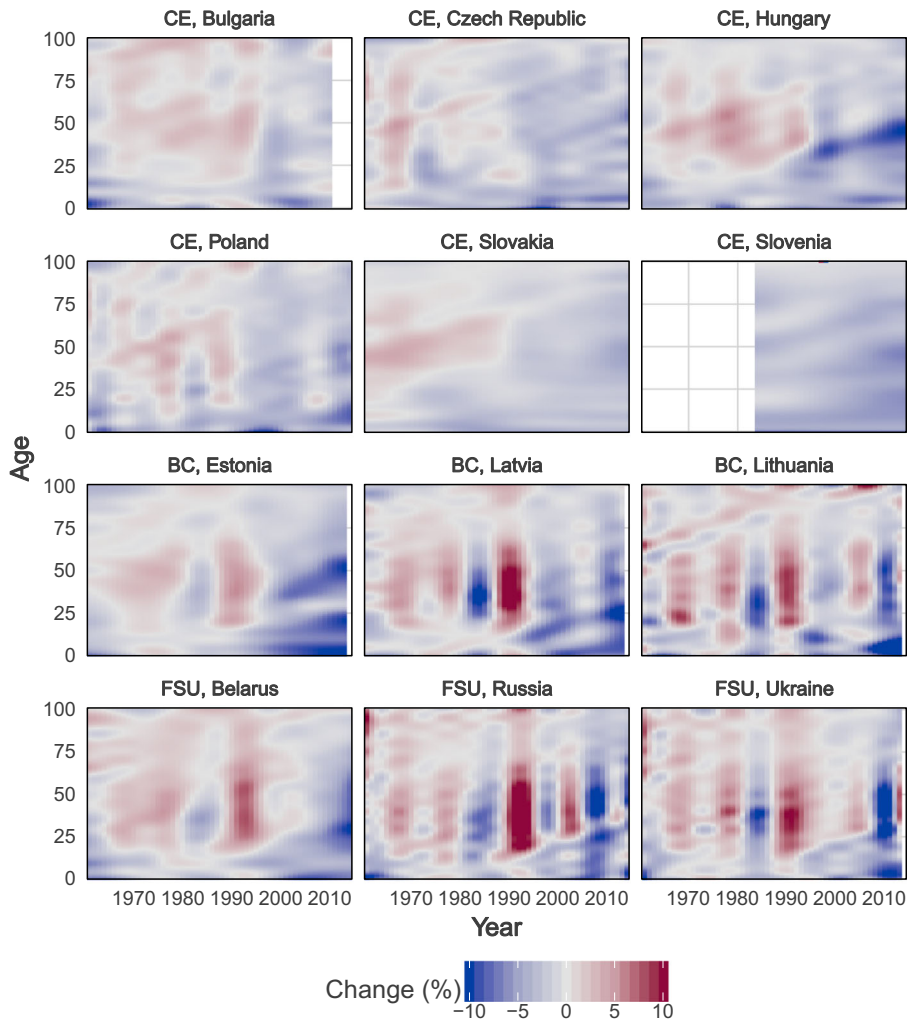 CE, Bulgaria CE, Czech Republic CE, Hungary
100
75
50
25
0
CE, Poland CE, Slovakia CE, Slovenia
100
75
50
25
0
Age
BC, Estonia BC, Latvia BC, Lithuania
100
75
50
25
0
FSU, Belarus FSU, Russia FSU, Ukraine
100
75
50
25
0
1970 1980 1990 2000 2010 1970 1980 1990 2000 2010 1970 1980 1990 2000 2010
Year
Change (%)
−10 −5 0 5 10